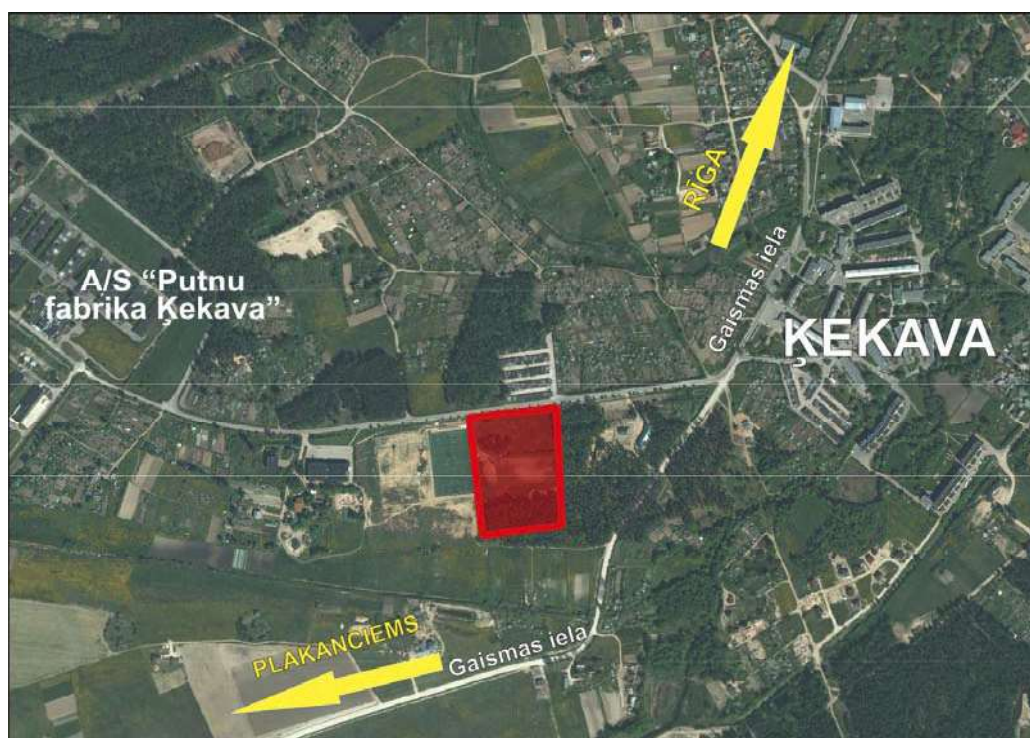 RĪGA
Gaismas iela
A/S “Putnu
fabrika Ķekava”
ĶEKAVA
PLAKANCIEMS
Gaismas iela